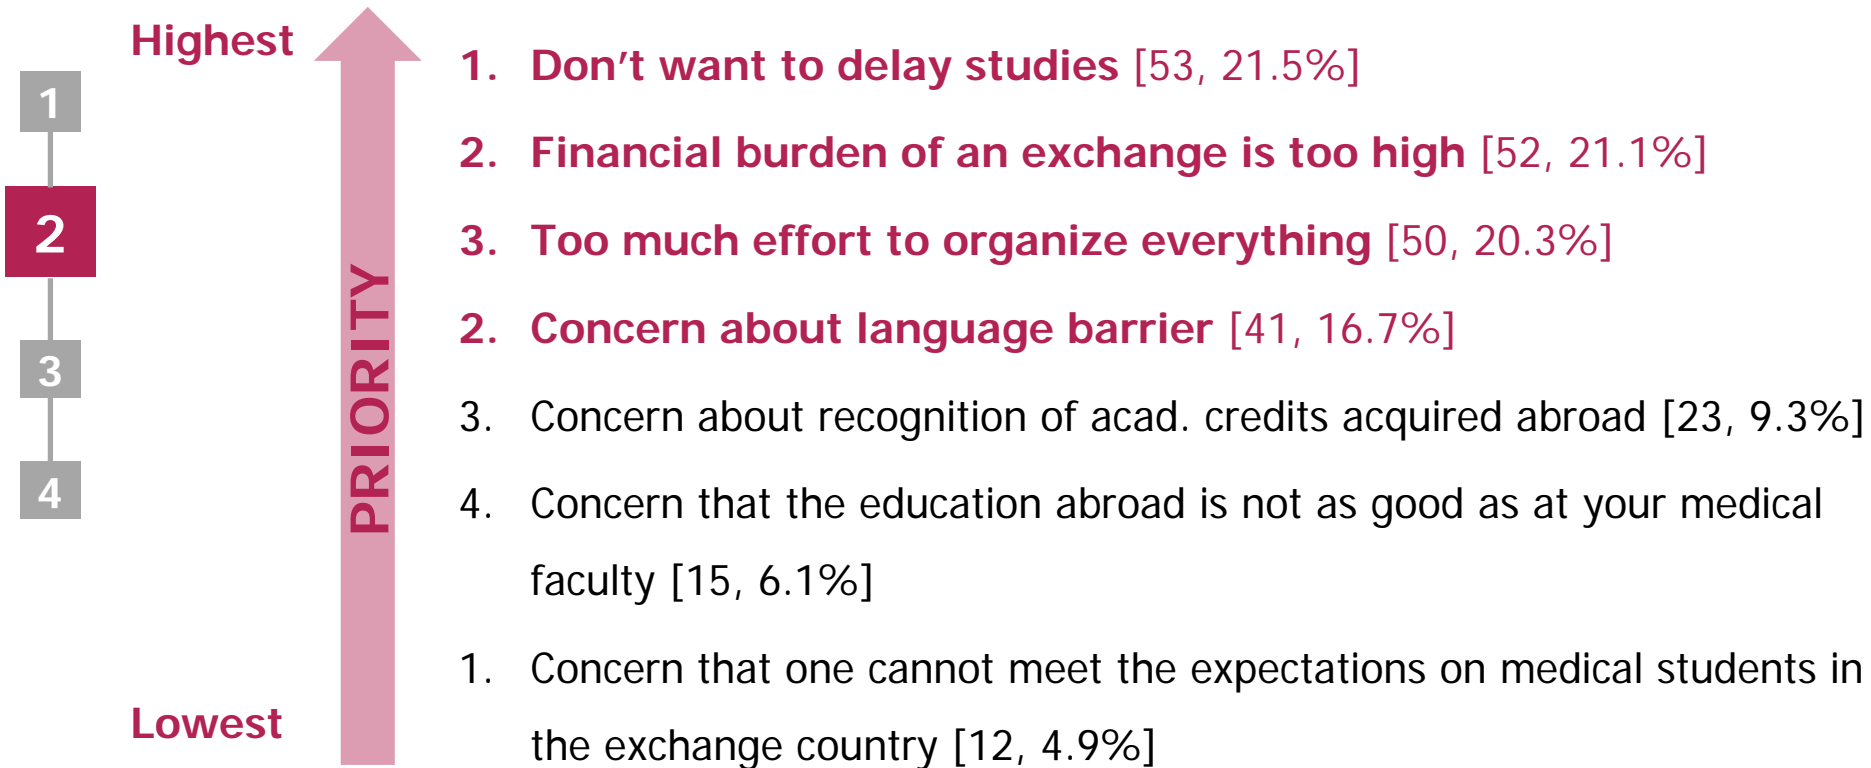 Highest
1. Don't want to delay studies [53, 21.5%]
1
2. Financial burden of an exchange is too high [52, 21.1%]
2
3. Too much effort to organize everything [50, 20.3%]
PRIORITY
2. Concern about language barrier [41, 16.7%]
3
3. Concern about recognition of acad. credits acquired abroad [23, 9.3%]
4
4. Concern that the education abroad is not as good as at your medical
faculty [15, 6.1%]
1. Concern that one cannot meet the expectations on medical students in
Lowest
the exchange country [12, 4.9%]